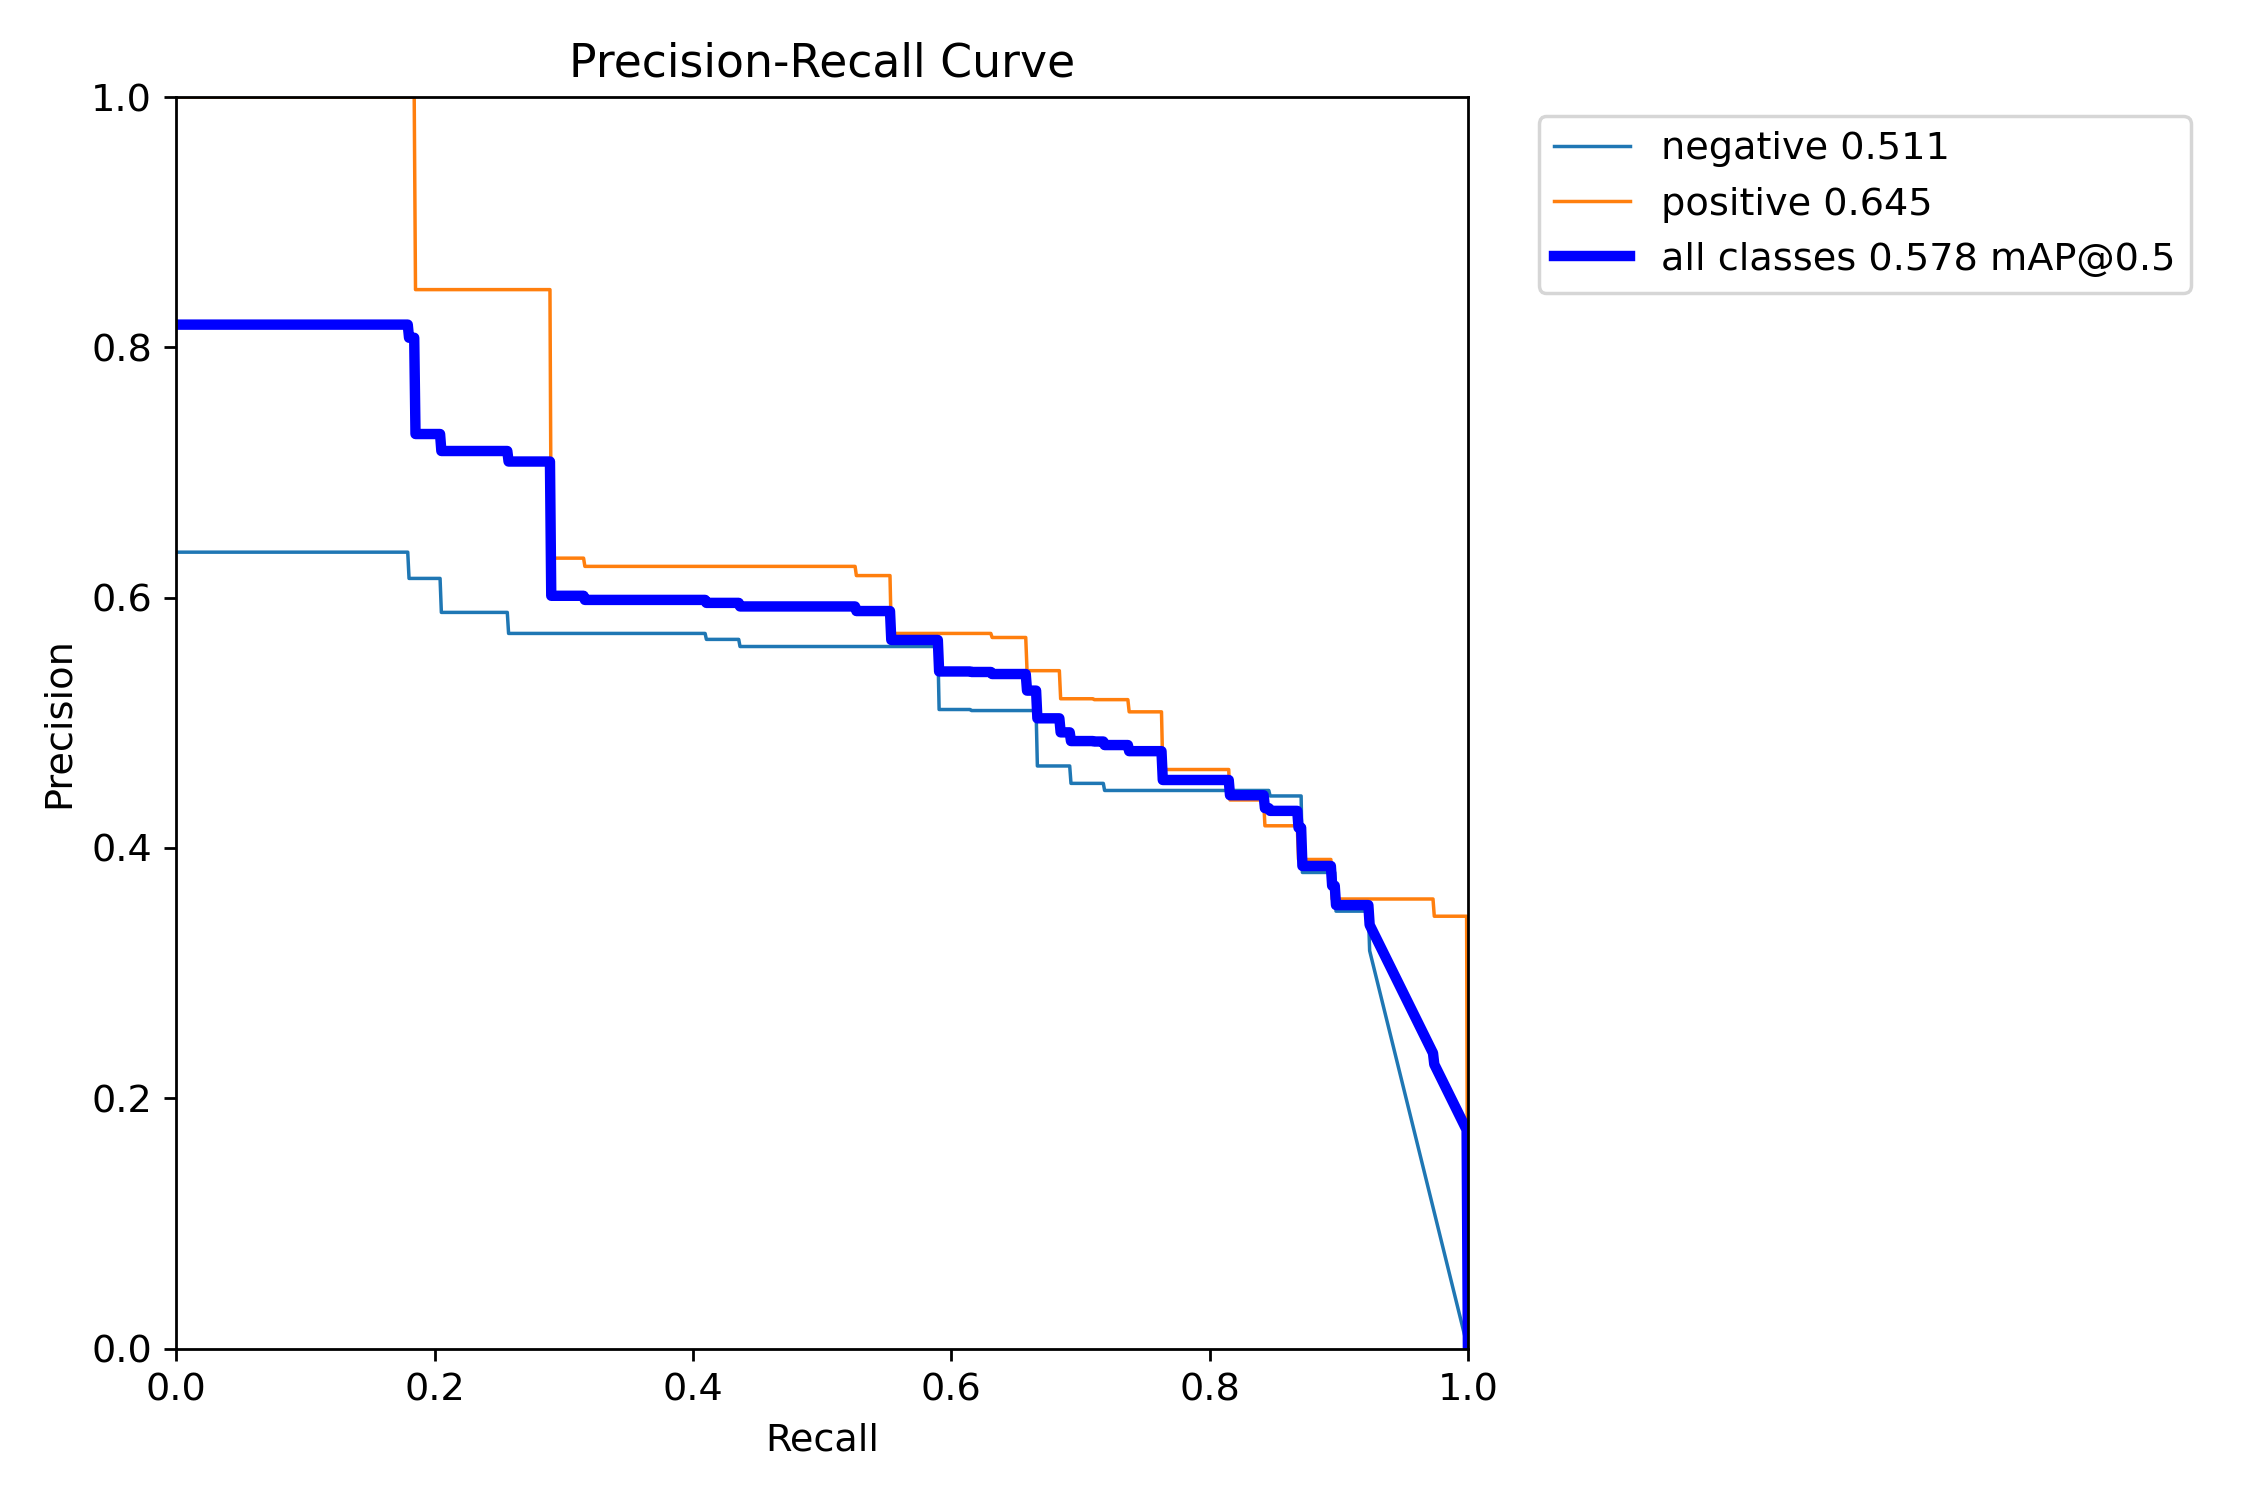 Precision-Recall Curve
1.0
0.8
0.6
0.4
0.2
0.0
Precision
0.0 0.2 0.4 0.6 0.8 1.0
Recall
negative 0.511
positive 0.645
all classes 0.578 mAP@0.5